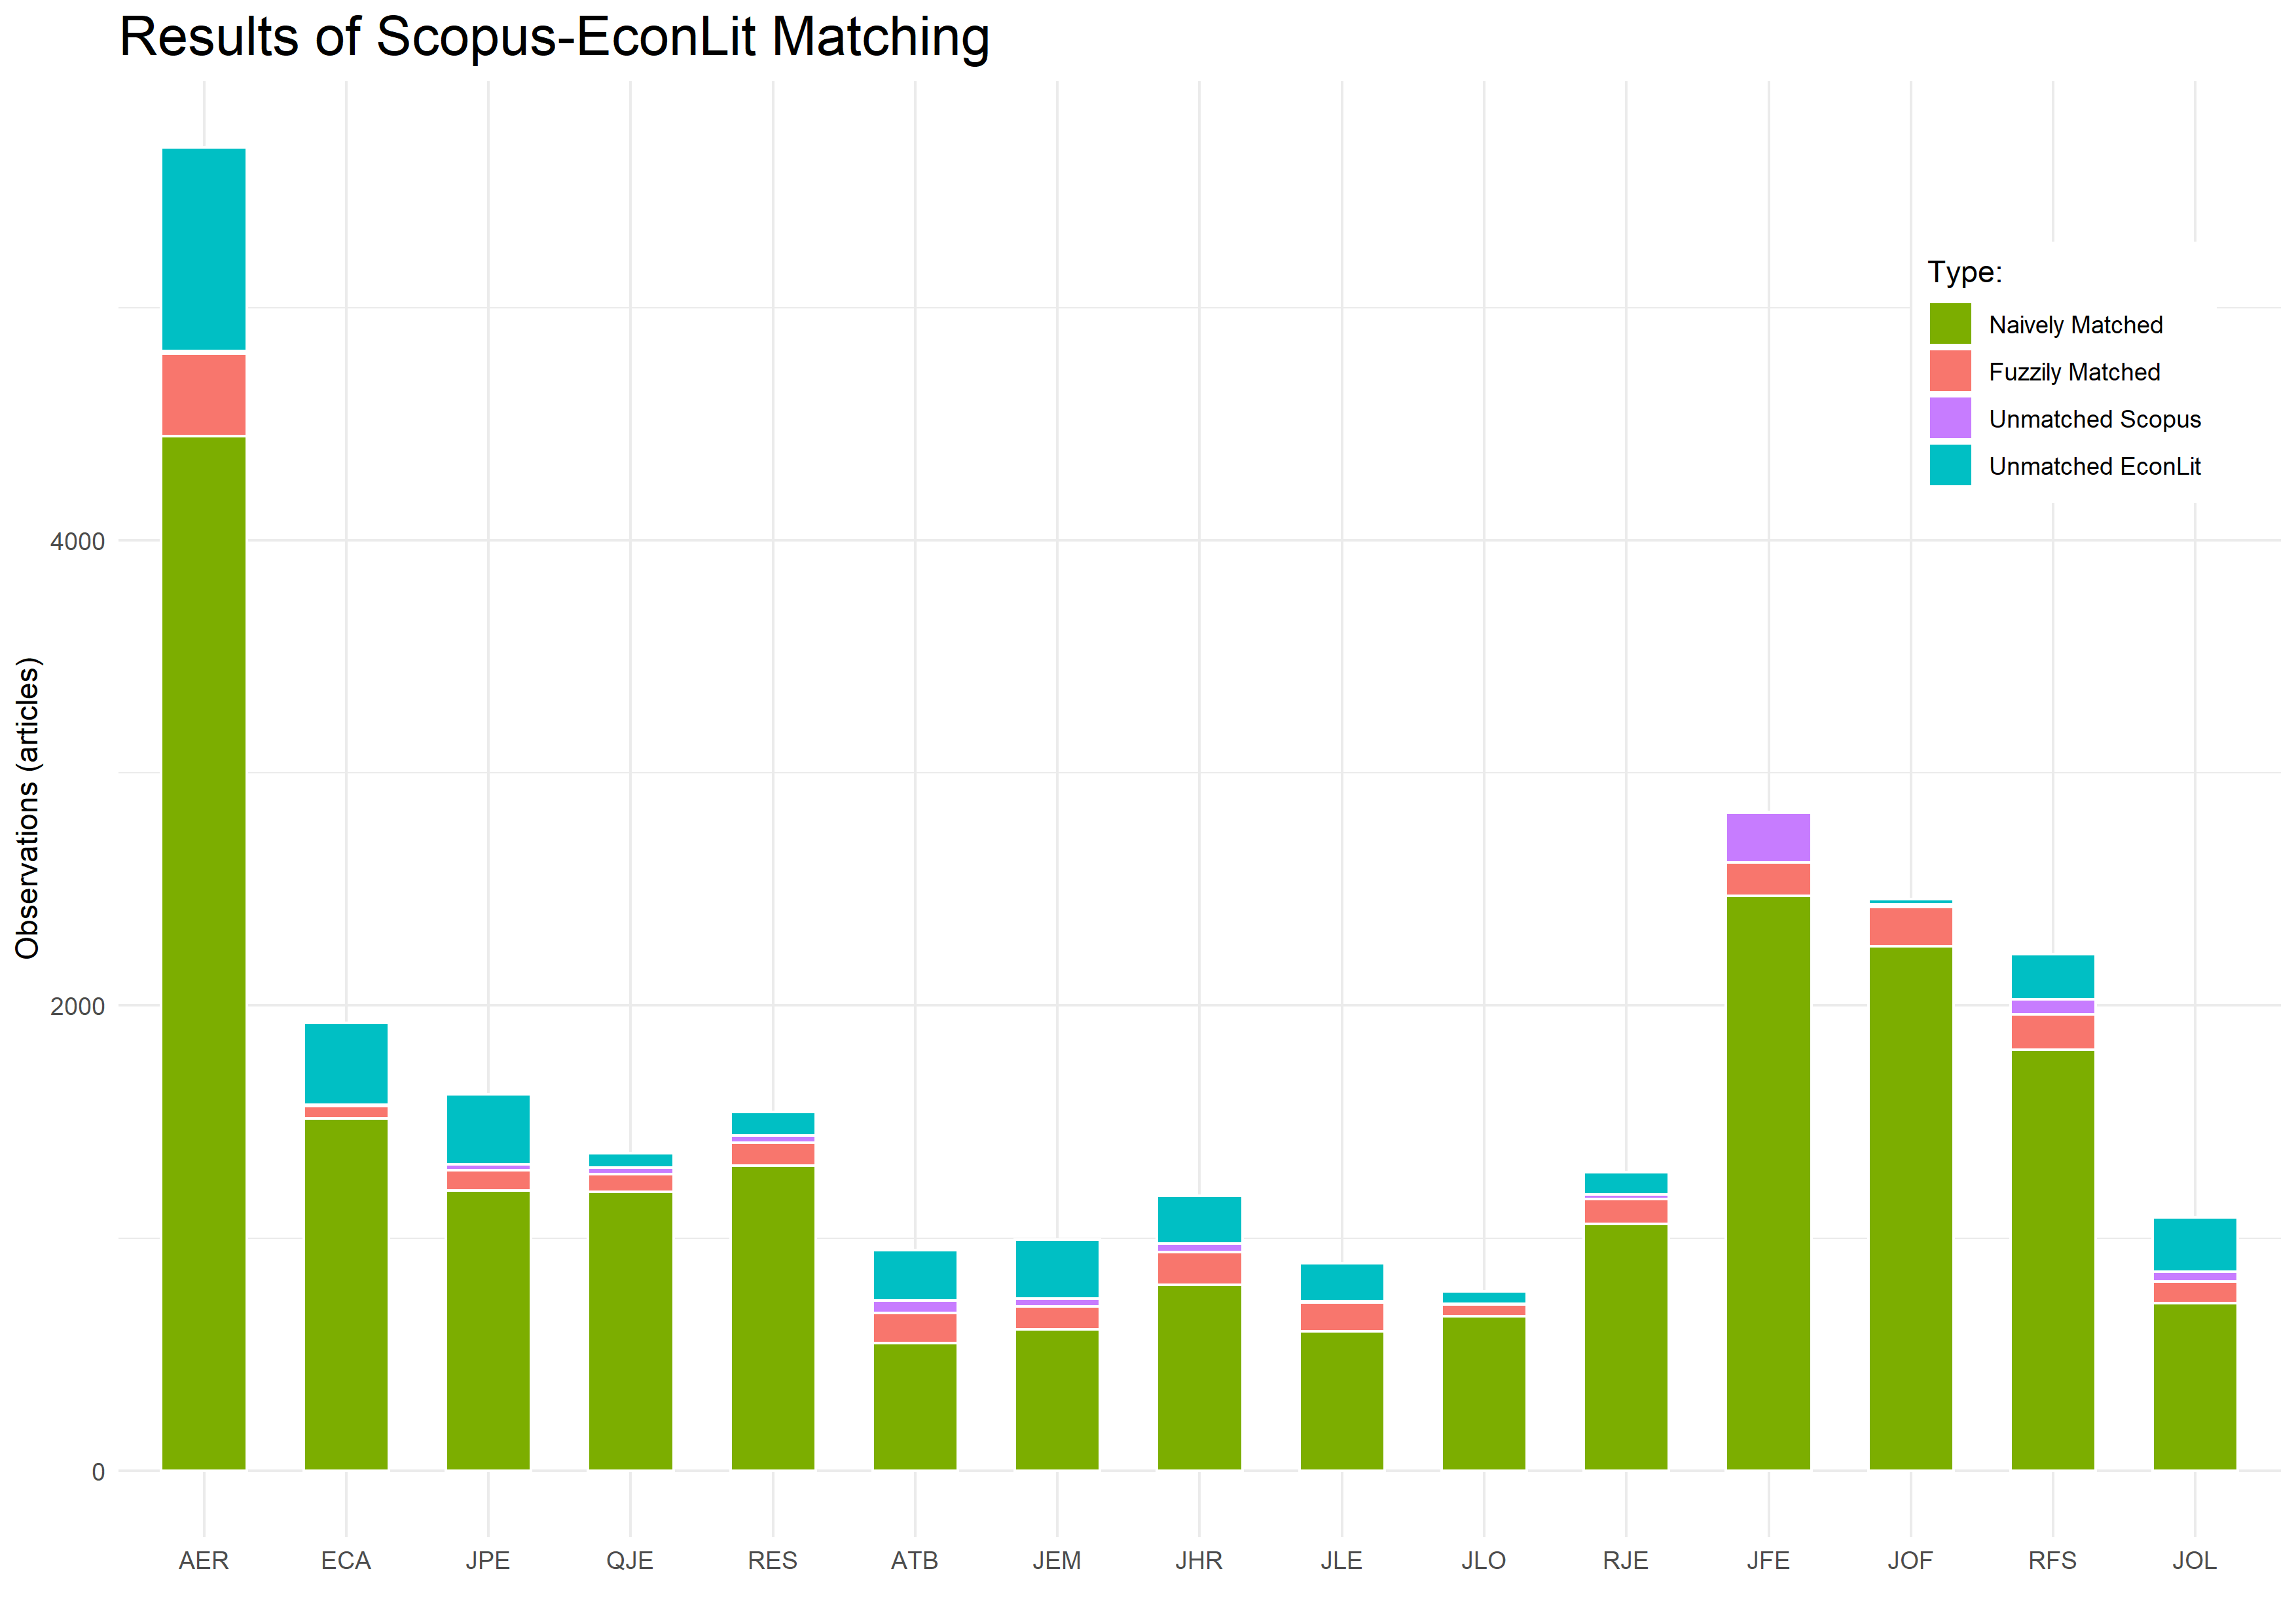 Results of Scopus-EconLit Matching
Type:
Naively Matched
Fuzzily Matched
Unmatched Scopus
Unmatched EconLit
Observations (articles)
4000
2000
0
AER ECA JPE QJE RES ATB JEM JHR JLE JLO RJE JFE JOF RFS JOL